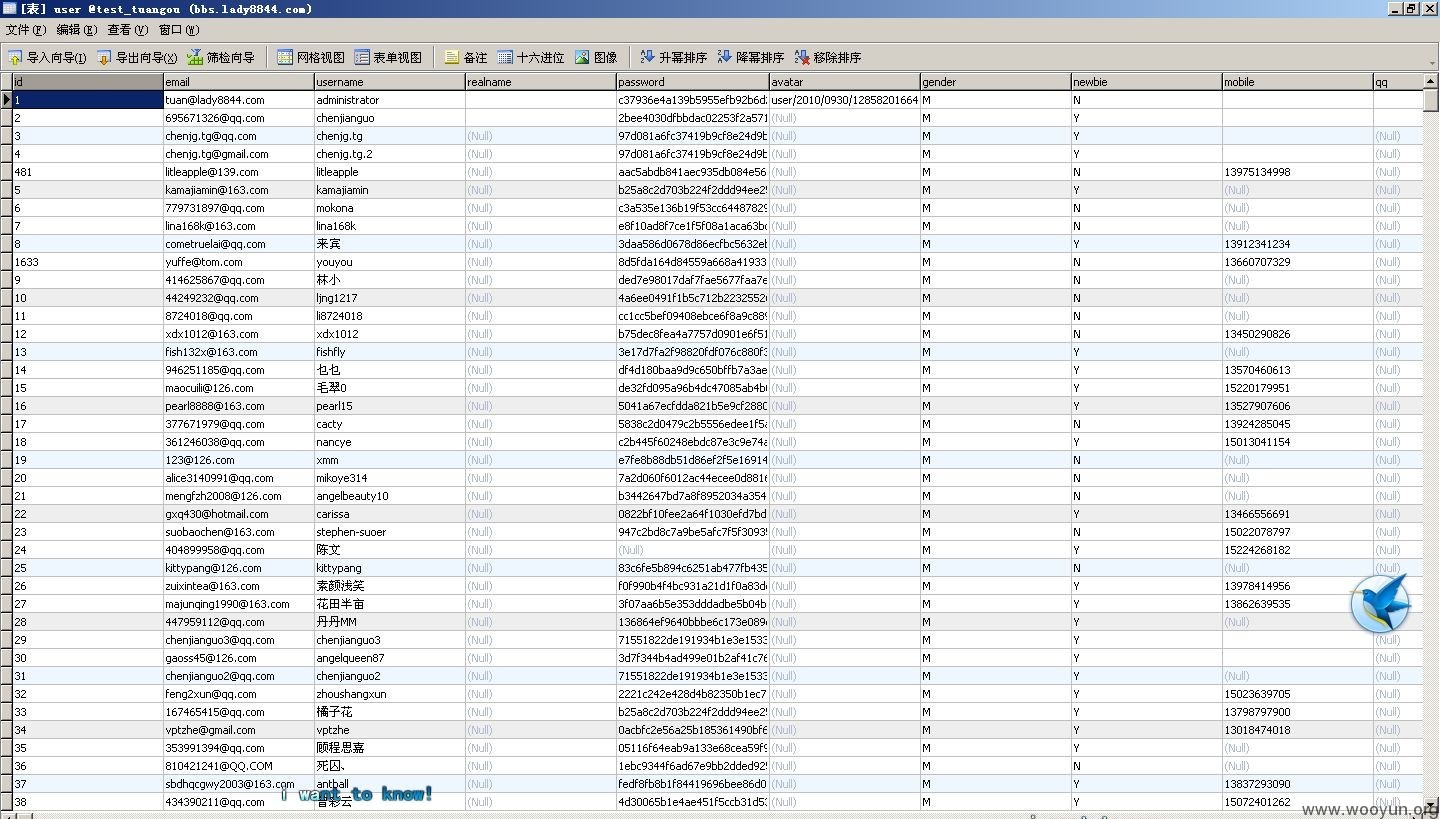 [表] user @test_tuangou (bbs.lady8844.com)
文件(F) 编辑(E) 查看(V) 窗口(W)
导入向导(I) 导出向导(X) 筛检向导 网格视图 表单视图 备注 十六进位 图像 升幂排序 降幂排序 移除排序
id email username realname password avatar gender newbie mobile qq
1 tuan@lady8844.com administrator c37936e4a139b5955efb92b6d user/2010/0930/12858201664 M N
2 695671326@qq.com chenjianguo 2bee4030dfbbdac02253f2a571 (Null) M Y
3 chenjg.tg@qq.com chenjg.tg (Null) 97d081a6fc37419b9cf8e24d9b (Null) M Y (Null)
4 chenjg.tg@gmail.com chenjg.tg.2 (Null) 97d081a6fc37419b9cf8e24d9b (Null) M Y (Null)
481 litleapple@139.com litleapple (Null) aac5abdb841aec935db084e56 (Null) M N 13975134998 (Null)
5 kamajiamin@163.com kamajiamin (Null) b25a8c2d703b224f2ddd94ee2 (Null) M Y (Null) (Null)
6 779731897@qq.com mokona (Null) c3a535e136b19f53cc64487829 (Null) M N (Null) (Null)
7 lina168k@163.com lina168k (Null) e8f10ad8f7ce1f5f08a1aca63b (Null) M N (Null) (Null)
8 cometruelai@qq.com 来宾 (Null) 3daa586d0678d86ecfbc5632e (Null) M Y 13912341234 (Null)
1633 yuffe@tom.com youyou (Null) 8d5fda164d84559a668a41933 (Null) M N 13660707329 (Null)
9 414625867@qq.com 林小 (Null) ded7e98017daf7fae5677faa7e (Null) M N (Null) (Null)
10 44249232@qq.com ljng1217 (Null) 4a6ee0491f1b5c712b2232552 (Null) M N (Null) (Null)
11 8724018@qq.com li8724018 (Null) cc1cc5bef09408ebce6f8a9c88 (Null) M N (Null) (Null)
12 xdx1012@163.com xdx1012 (Null) b75dec8fea4a7757d0901e6f51 (Null) M N 13450290826 (Null)
13 fish132x@163.com fishfly (Null) 3e17d7fa2f98820fdf076c880f (Null) M Y (Null) (Null)
14 946251185@qq.com 乜乜 (Null) df4d180baa9d9c650bffb7a3ae (Null) M Y 13570460613 (Null)
15 maocuili@126.com 毛翠0 (Null) de32fd095a96b4dc47085ab4b (Null) M Y 15220179951 (Null)
16 pearl8888@163.com pearl15 (Null) 5041a67ecfdda821b5e9cf2880 (Null) M Y 13527907606 (Null)
17 377671979@qq.com cacty (Null) 5838c2d0479c2b5556edee1f5 (Null) M N 13924285045 (Null)
18 361246038@qq.com nancye (Null) c2b445f60248ebdc87e3c9e74a (Null) M Y 15013041154 (Null)
19 123@126.com xmm (Null) e7fe8b88db51d86ef2f5e16914 (Null) M N (Null) (Null)
20 alice3140991@qq.com mikoye314 (Null) 7a2d060f6012ac44ecee0d881 (Null) M N (Null) (Null)
21 mengfzh2008@126.com angelbeauty10 (Null) b3442647bd7a8f8952034a354 (Null) M N (Null) (Null)
22 gxq430@hotmail.com carissa (Null) 0822bf10fee2a64f1030efd7bd (Null) M Y 13466556691 (Null)
23 suobaochen@163.com stephen-suoer (Null) 947c2bd8c7a9be5afc7f5f3093 (Null) M N 15022078797 (Null)
24 404899958@qq.com 陈文 (Null) (Null) (Null) M Y 15224268182 (Null)
25 kittypang@126.com kittypang (Null) 83c6fe5b894c6251ab477fb435 (Null) M N (Null) (Null)
26 zuixintea@163.com 素颜浅笑 (Null) f0f990b4f4bc931a21d1f0a83d (Null) M Y 13978414956 (Null)
27 majunqing1990@163.com 花田半亩 (Null) 3f07aa6b5e353dddadbe5b04b (Null) M Y 13862639535 (Null)
28 447959112@qq.com 丹丹MM (Null) 136864ef9640bbbe6c173e089 (Null) M Y (Null) (Null)
29 chenjianguo3@qq.com chenjianguo3 (Null) 71551822de191934b1e3e1533 (Null) M Y (Null)
30 gaoss45@126.com angelqueen87 (Null) 3d7f344b4ad499e01b2af41c76 (Null) M Y (Null)
31 chenjianguo2@qq.com chenjianguo2 (Null) 71551822de191934b1e3e1533 (Null) M Y (Null) (Null)
32 feng2xun@qq.com zhoushangxun (Null) 2221c242e428d4b82350b1ec7 (Null) M Y 15023639705 (Null)
33 167465415@qq.com 橘子花 (Null) b25a8c2d703b224f2ddd94ee2 (Null) M Y 13798797900 (Null)
34 vptzhe@gmail.com vptzhe (Null) 0acbfc2e56a25b185361490bf6 (Null) M Y 13018474018 (Null)
35 353991394@qq.com 顾程思嘉 (Null) 05116f64eab9a133e68cea59f (Null) M Y (Null) (Null)
36 810421241@QQ.COM 死囚、 (Null) 1ebc9344f6ad67e9bb2dded92 (Null) M N (Null) (Null)
37 sbdhqcgwy2003@163.com antball (Null) fedf8fb8b1f84419696bee86d0 (Null) M Y 13837293090 (Null)
38 434390211@qq.com (Null) 4d30065b1e4ae451f5ccb31d5 (Null) M Y 15072401262 (Null)
i want to know!
www.wooyun.org